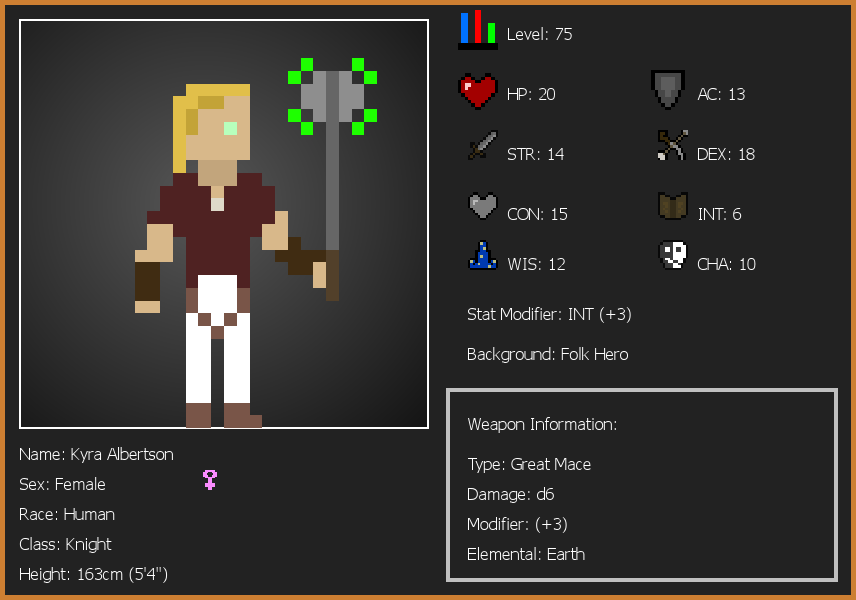 Level: 75
HP: 20
AC: 13
STR: 14
DEX: 18
CON: 15
INT: 6
WIS: 12
CHA: 10
Stat Modifier: INT (+3)
Background: Folk Hero
Weapon Information:
Type: Great Mace
Damage: d6
Modifier: (+3)
Elemental: Earth
Name: Kyra Albertson
Sex: Female
Race: Human
Class: Knight
Height: 163cm (5'4")